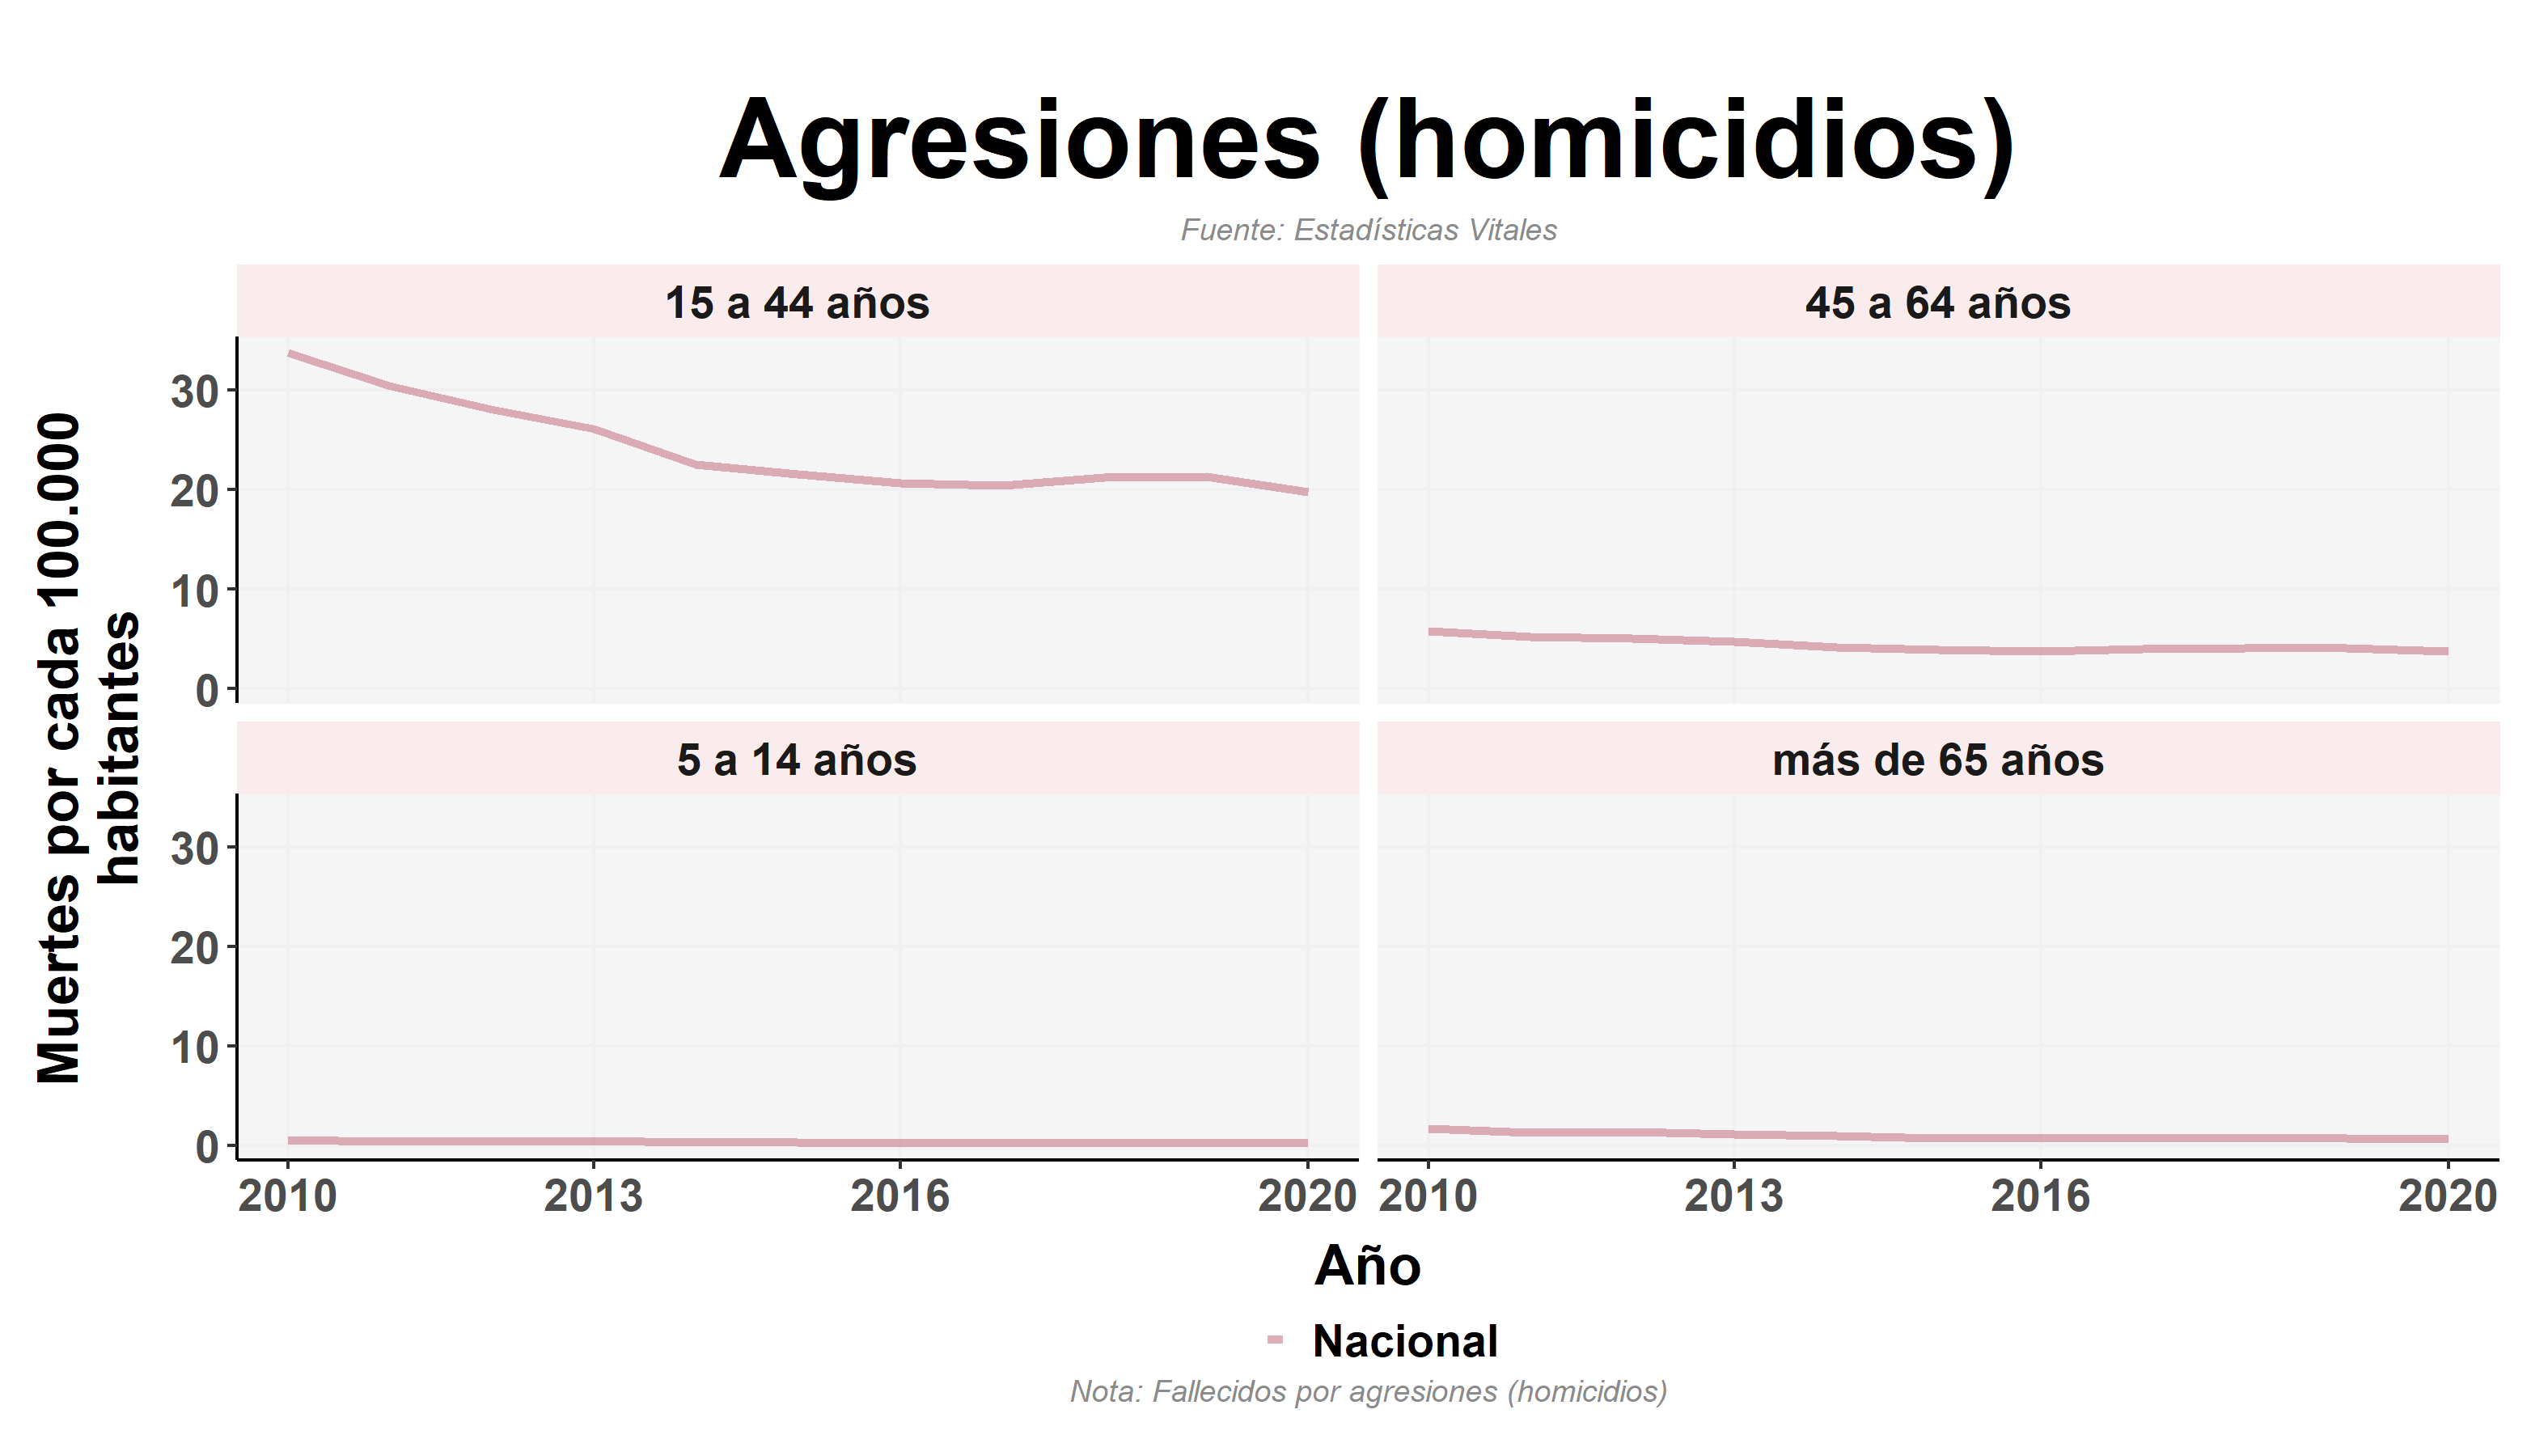 Agresiones (homicidios)
Fuente: Estadísticas Vitales
Muertes por cada 100.000
habitantes
15 a 44 años
45 a 64 años
30
20
10
0
5 a 14 años
más de 65 años
30
20
10
0
2010 2013 2016 2020 2010 2013 2016 2020
Año
Nacional
Nota: Fallecidos por agresiones (homicidios)